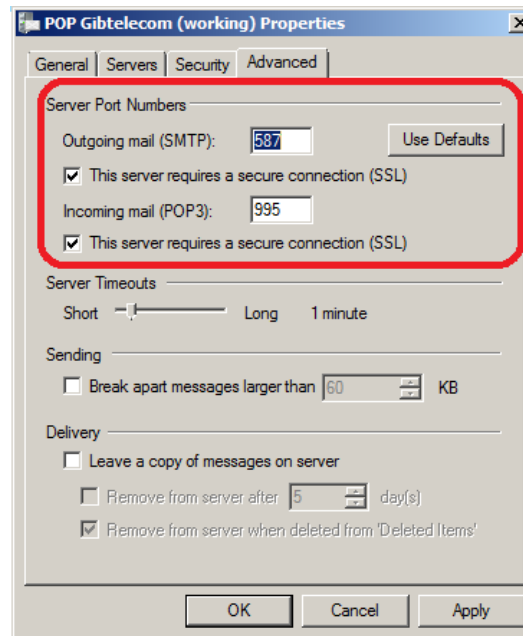 POP Gibtelecom (working) Properties
General Servers Security Advanced
Server Port Numbers
Outgoing mail (SMTP): 587 Use Defaults
This server requires a secure connection (SSL)
Incoming mail (POP3): 995
This server requires a secure connection (SSL)
Server Timeouts
Short Long 1 minute
Sending
Break apart messages larger than 60 KB
Delivery
Leave a copy of messages on server
Remove from server after 5 day(s)
Remove from server when deleted from 'Deleted Items'
OK Cancel Apply